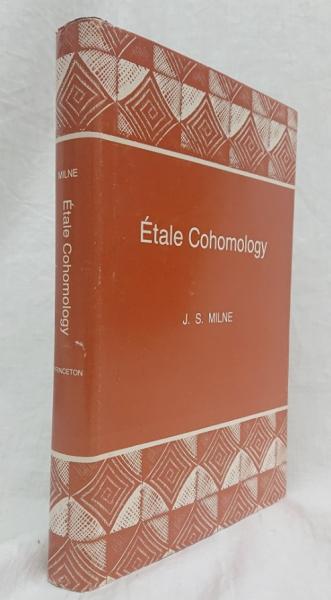 Étale Cohomology
J. S. MILNE
MILNE
Étale Cohomology
PRINCETON